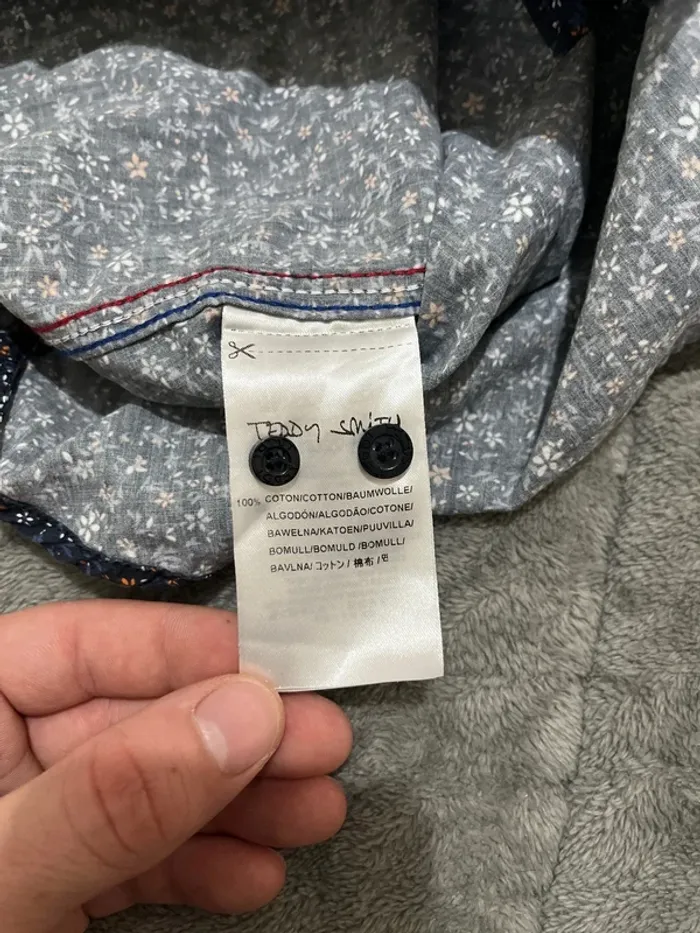 TEDDY SMiTH
100% COTON/COTTON/BAUMWOLLE/
ALGODÓN/ALGODÃO/COTONE/
BAWEŁNA/KATOEN/PUUVILLA/
BOMULL/BOMULD /BOMULL/
BAVLNA/ コットン / 棉布 / 면